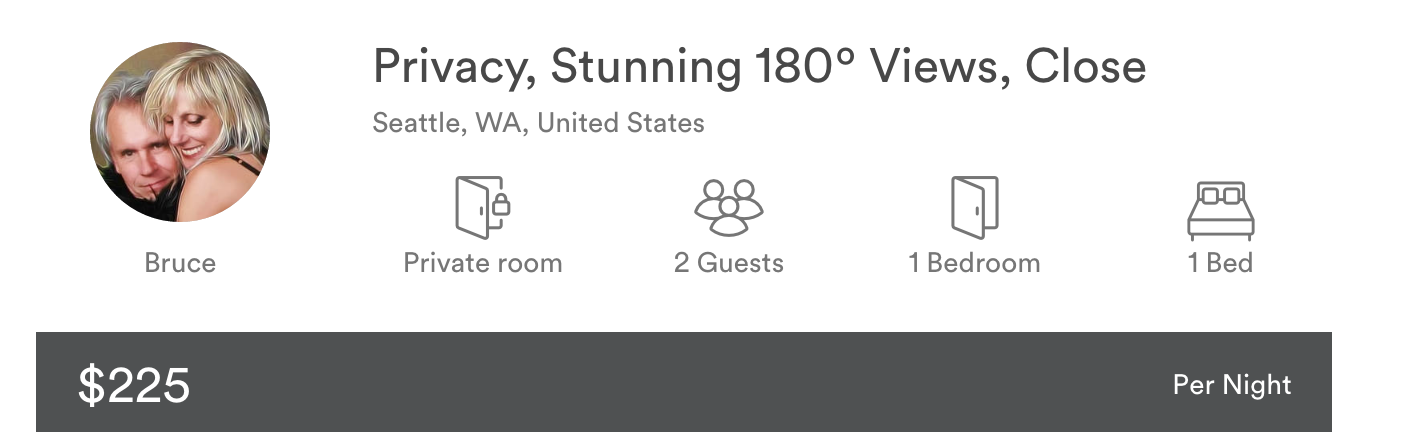 Privacy, Stunning 180° Views, Close
Seattle, WA, United States
Bruce
Private room
2 Guests
1 Bedroom
1 Bed
$225
Per Night